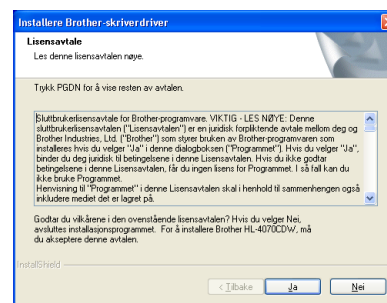 Installere Brother-skriverdriver
Lisensavtale
Les denne lisensavtalen nøye.
Trykk PGDN for å vise resten av avtalen.
Sluttbrukerlisensavtale for Brother-programvare. VIKTIG - LES NØYE: Denne
sluttbrukerlisensavtalen ("Lisensavtalen") er en juridisk forpliktende avtale mellom deg og
Brother Industries, Ltd. ("Brother") som styrer bruken av Brother-programvaren som
installeres hvis du velger "Ja" i denne dialogboksen ("Programmet"). Hvis du velger "Ja",
binder du deg juridisk til betingelsene i denne Lisensavtalen. Hvis du ikke godtar
betingelsene i denne Lisensavtalen, får du ingen lisens for Programmet. I så fall kan du
ikke bruke Programmet.
Henvisning til "Programmet" i denne Lisensavtalen skal i henhold til sammenhengen også
inkludere mediet det er lagret på.
Godtar du vilkårene i den ovenstående lisensavtalen? Hvis du velger Nei,
avsluttes installasjonsprogrammet. For å installere Brother HL-4070CDW, må
du akseptere denne avtalen.
InstallShield
< Tilbake
Ja
Nei